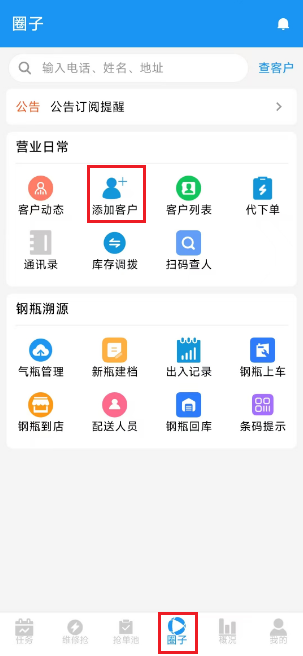 圈子
输入电话、姓名、地址 查客户
公告 公告订阅提醒
营业日常
客户动态 添加客户 客户列表 代下单
通讯录 库存调拨 扫码查人
钢瓶溯源
气瓶管理 新瓶建档 出入记录 钢瓶上车
钢瓶到店 配送人员 钢瓶回库 条码提示
任务 维修抢 抢单池 圈子 概况 我的